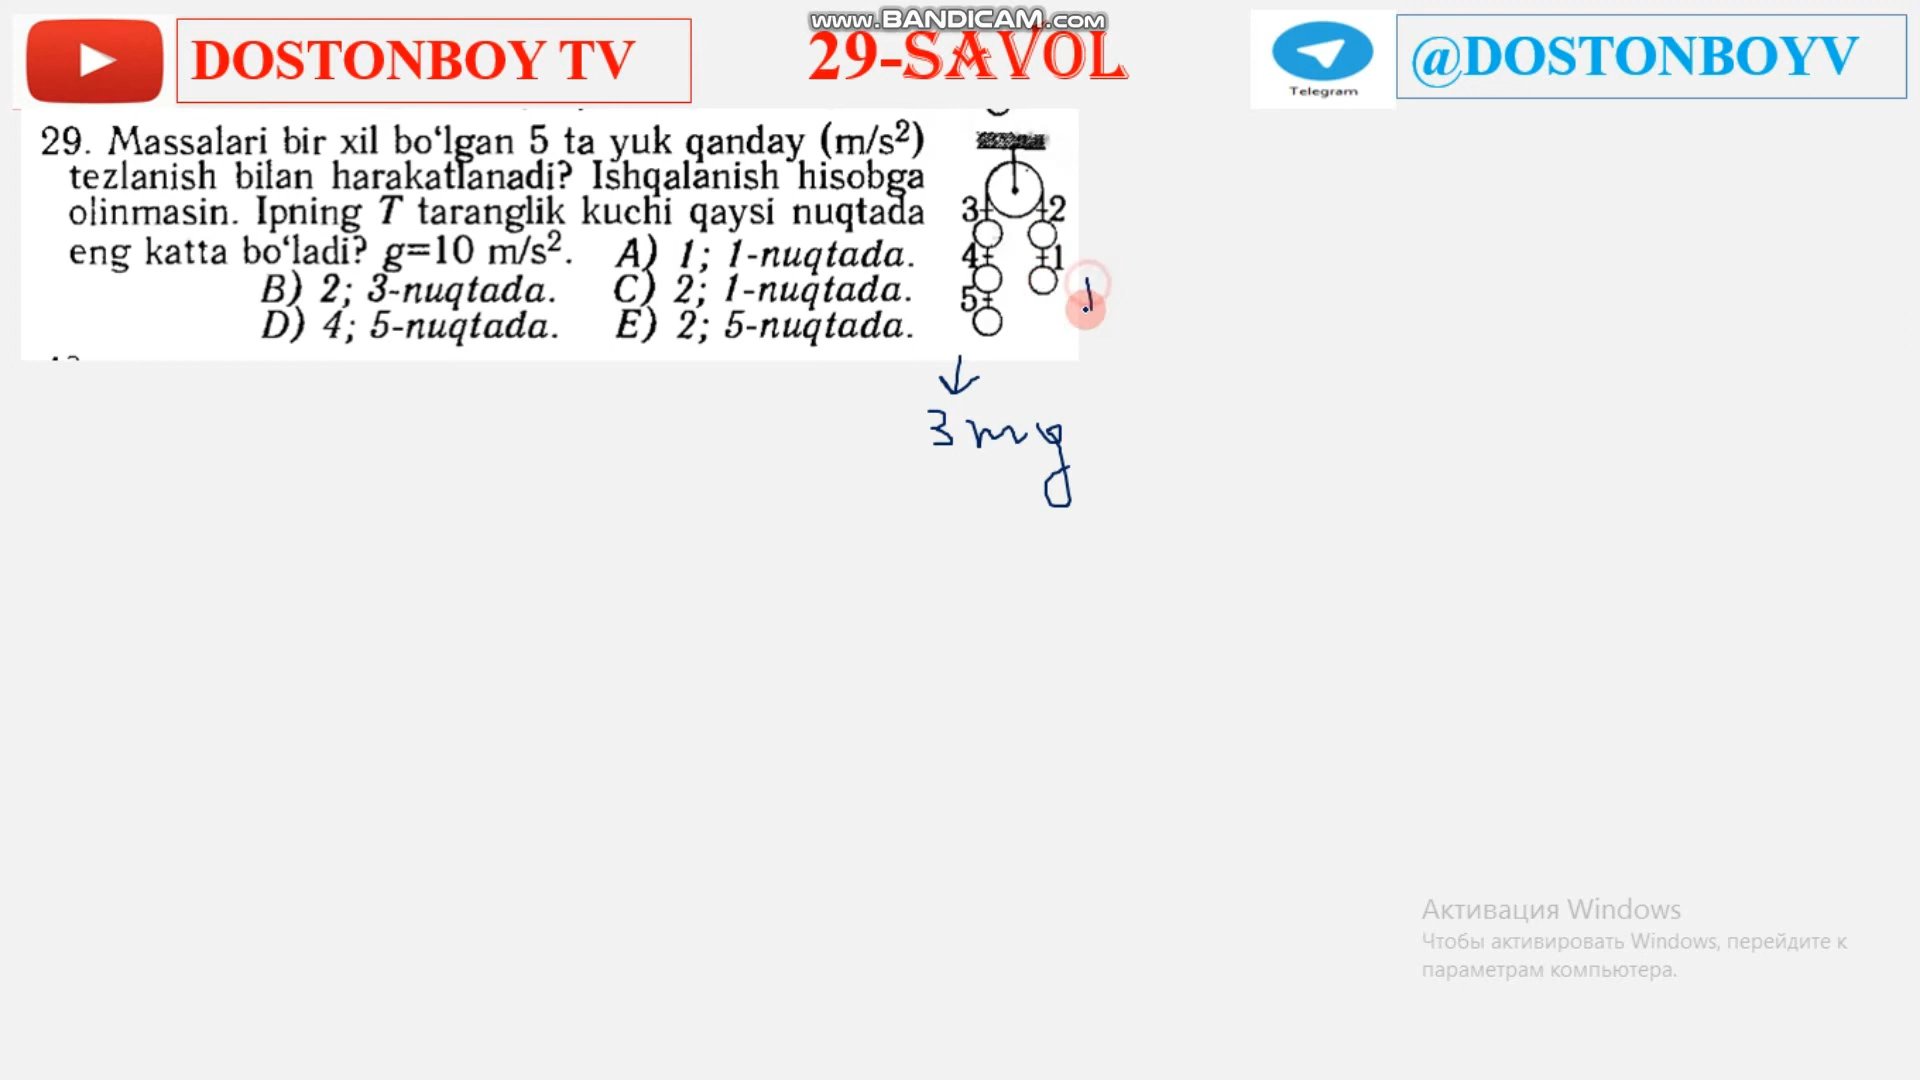 www.BANDICAM.com
DOSTONBOY TV
29-SAVOL
Telegram
@DOSTONBOYV
29. Massalari bir xil bo‘lgan 5 ta yuk qanday (m/s²)
tezlanish bilan harakatlanadi? Ishqalanish hisobga
olinmasin. Ipning T taranglik kuchi qaysi nuqtada
eng katta bo‘ladi? g=10 m/s². A) 1; 1-nuqtada.
B) 2; 3-nuqtada. C) 2; 1-nuqtada.
D) 4; 5-nuqtada. E) 2; 5-nuqtada.
3 2
4 1
5
3mg
Активация Windows
Чтобы активировать Windows, перейдите к
параметрам компьютера.